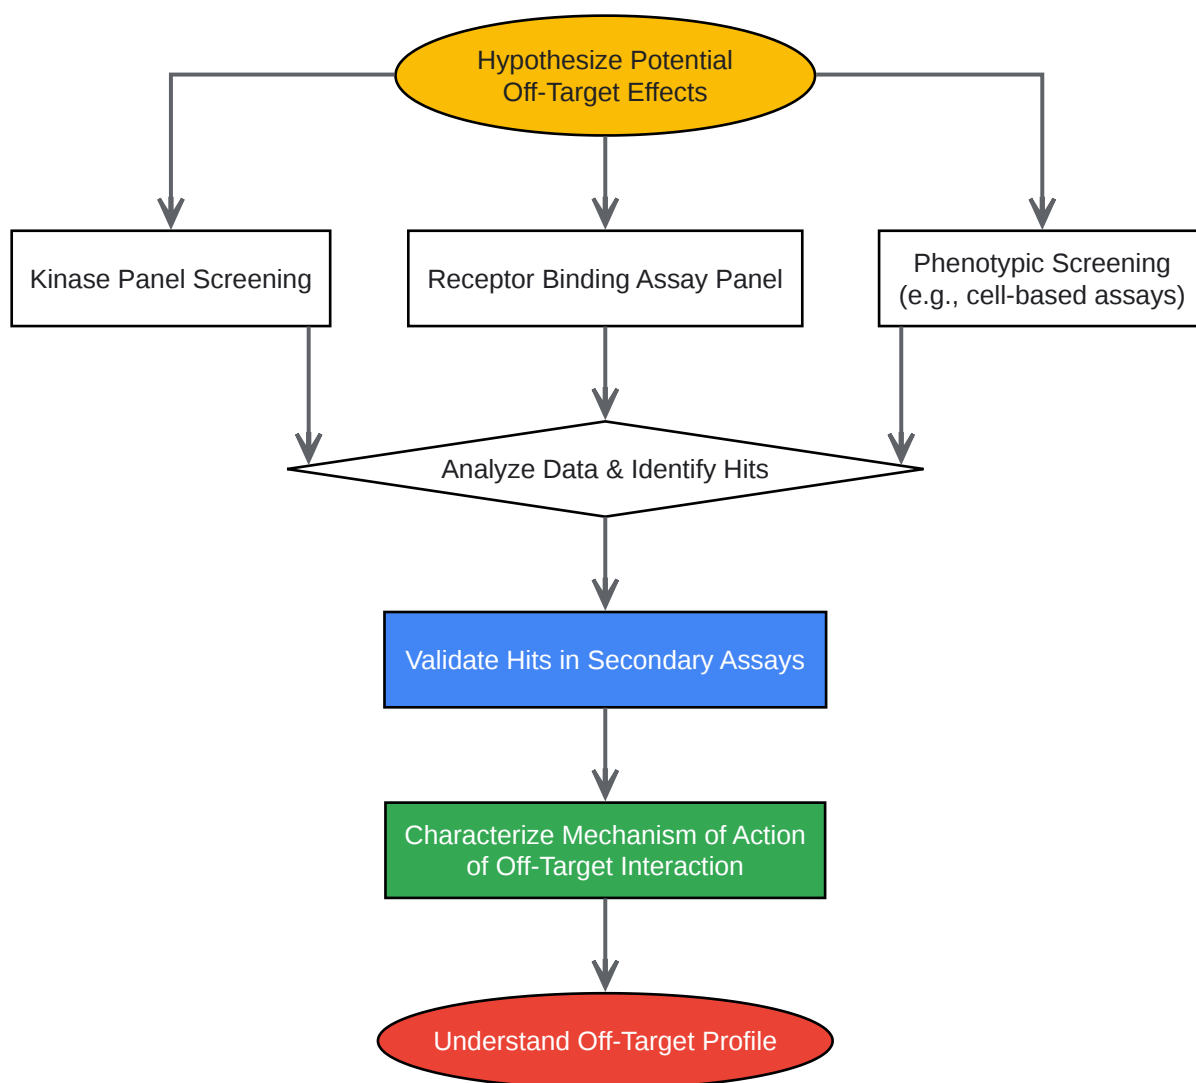 Hypothesize Potential
Off-Target Effects
Kinase Panel Screening
Receptor Binding Assay Panel
Phenotypic Screening
(e.g., cell-based assays)
Analyze Data & Identify Hits
Validate Hits in Secondary Assays
Characterize Mechanism of Action
of Off-Target Interaction
Understand Off-Target Profile